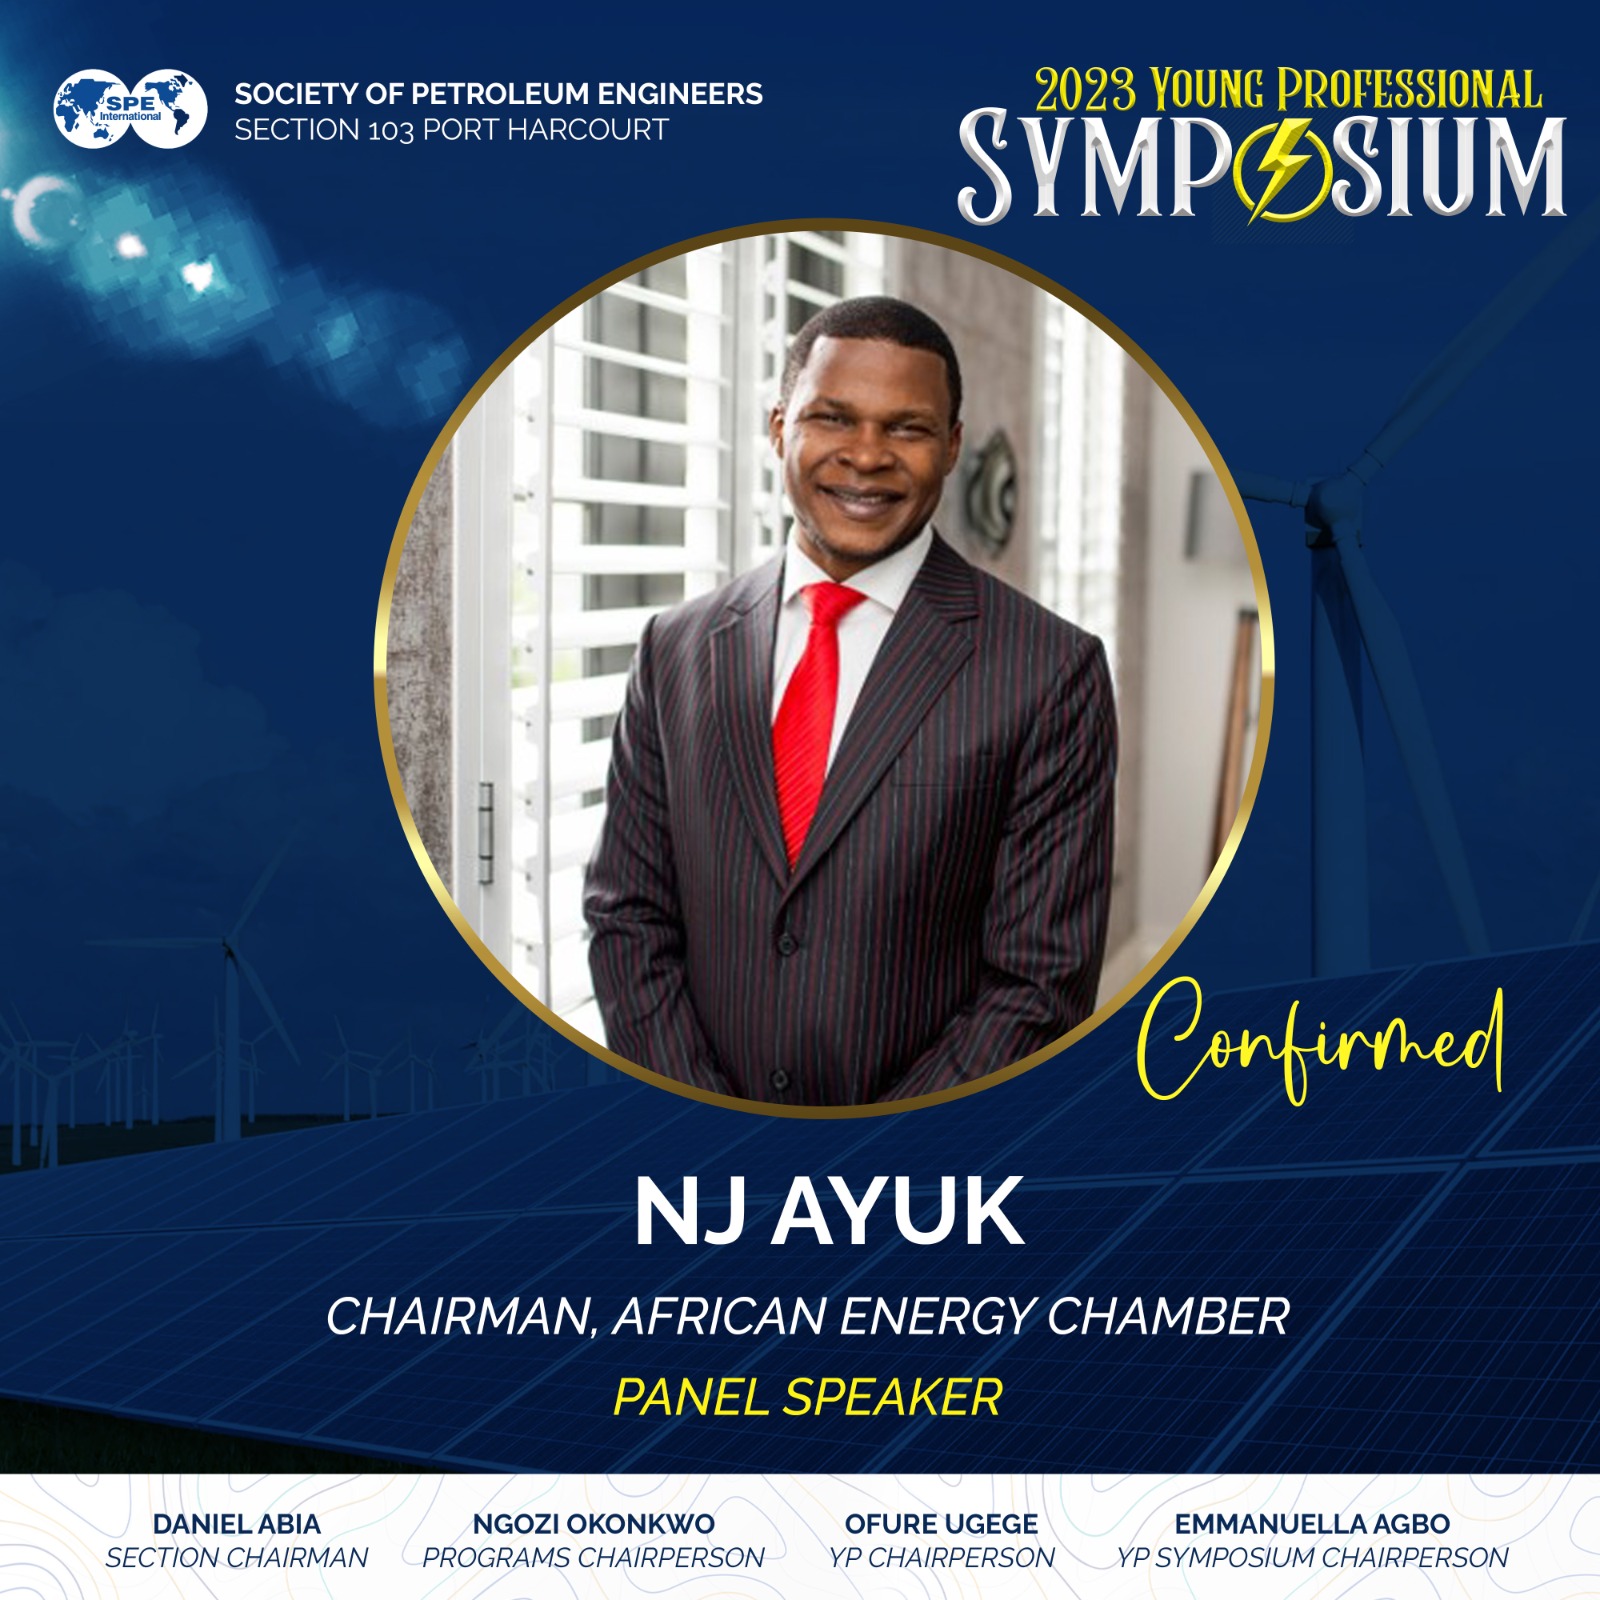 SPE
International
SOCIETY OF PETROLEUM ENGINEERS
SECTION 103 PORT HARCOURT
2023 YOUNG PROFESSIONAL
SYMPOSIUM
Confirmed
NJ AYUK
CHAIRMAN, AFRICAN ENERGY CHAMBER
PANEL SPEAKER
DANIEL ABIA
SECTION CHAIRMAN
NGOZI OKONKWO
PROGRAMS CHAIRPERSON
OFURE UGEGE
YP CHAIRPERSON
EMMANUELLA AGBO
YP SYMPOSIUM CHAIRPERSON